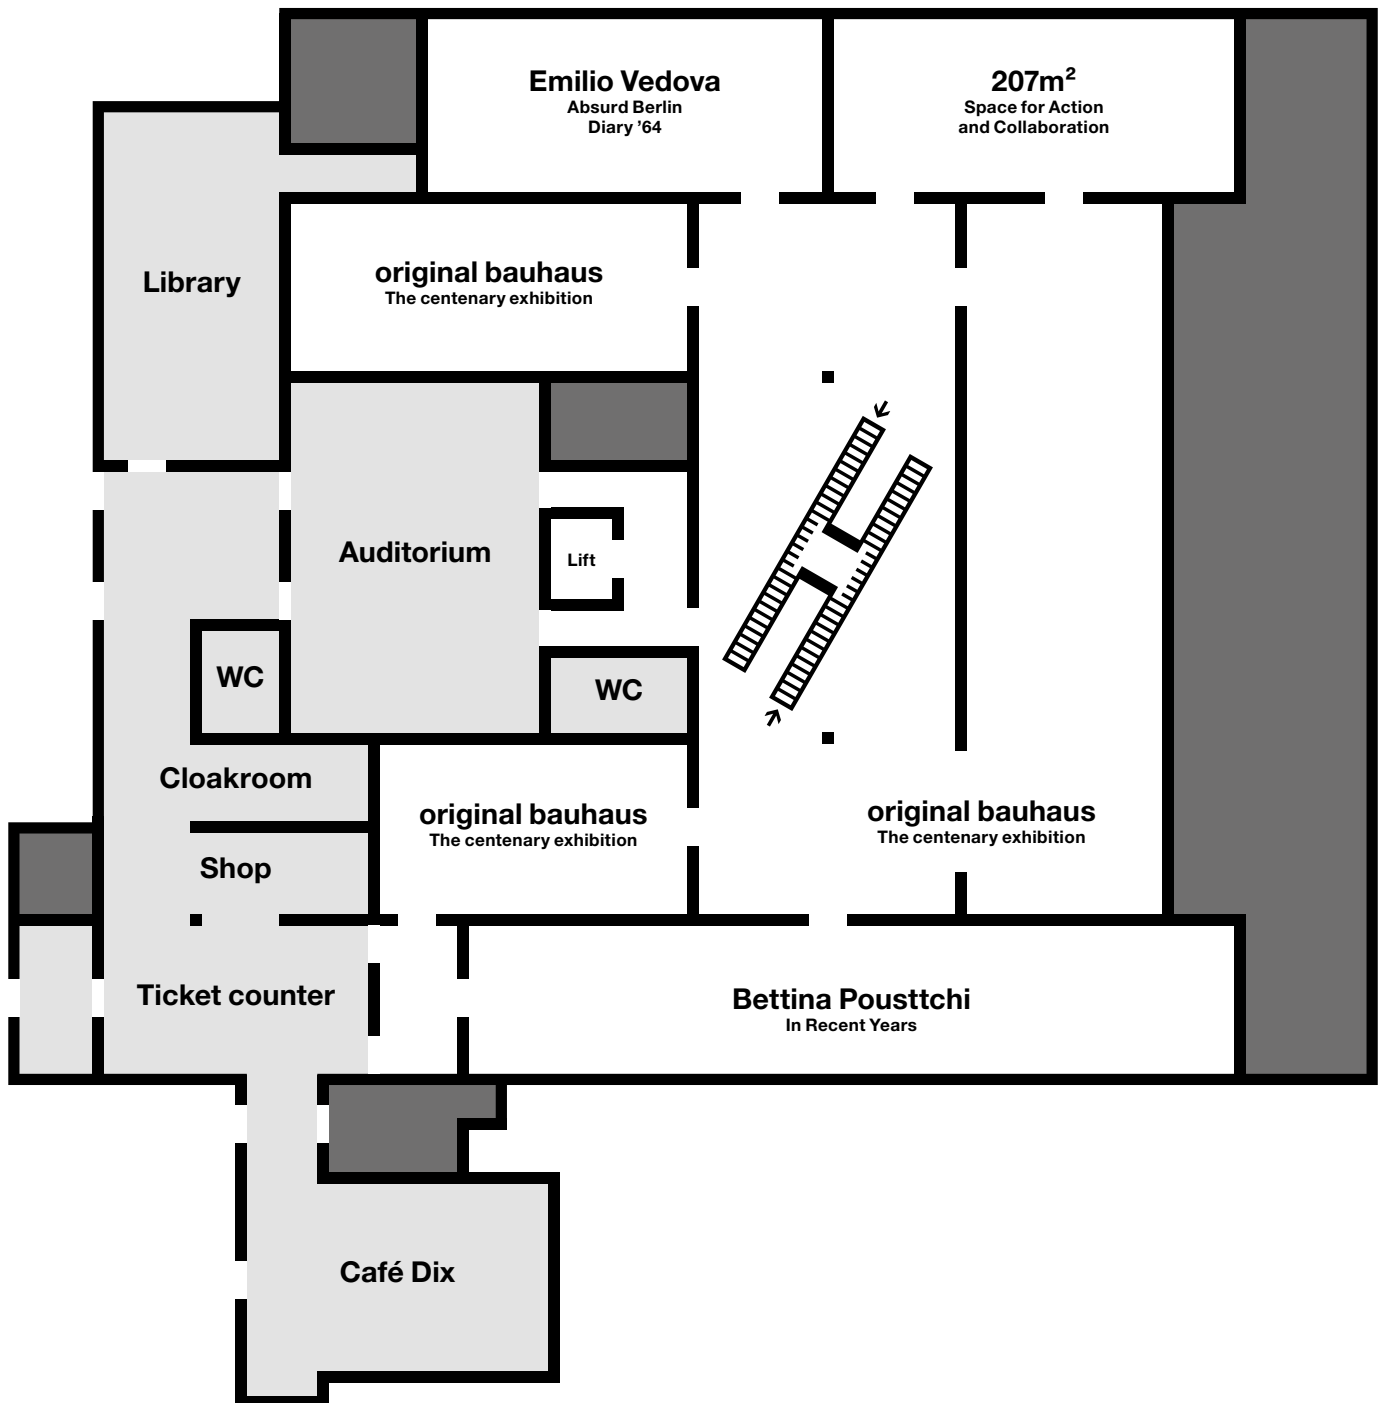 Emilio Vedova
Absurd Berlin
Diary ’64
207m²
Space for Action
and Collaboration
Library
original bauhaus
The centenary exhibition
Auditorium
Lift
WC
WC
Cloakroom
original bauhaus
The centenary exhibition
original bauhaus
The centenary exhibition
Shop
Ticket counter
Bettina Pousttchi
In Recent Years
Café Dix